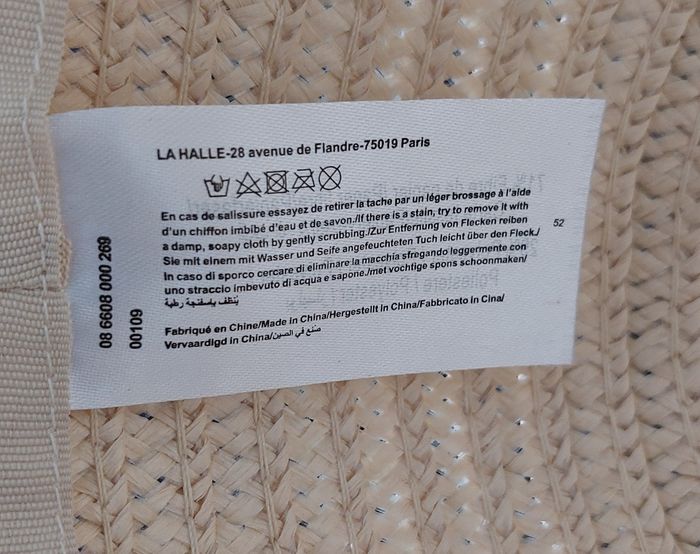 LA HALLE-28 avenue de Flandre-75019 Paris
En cas de salissure essayez de retirer la tache par un léger brossage à l'aide
d'un chiffon imbibé d'eau et de savon./If there is a stain, try to remove it with
a damp, soapy cloth by gently scrubbing./Zur Entfernung von Flecken reiben
Sie mit einem mit Wasser und Seife angefeuchteten Tuch leicht über den Fleck./
In caso di sporco cercare di eliminare la macchia sfregando leggermente con
uno straccio imbevuto di acqua e sapone./met vochtige spons schoonmaken/
يُنظف بإسفنجة رطبة
Fabriqué en Chine/Made in China/Hergestellt in China/Fabbricato in Cina/
Vervaardigd in China/صُنع في الصين
52
08 6608 000 269
00109